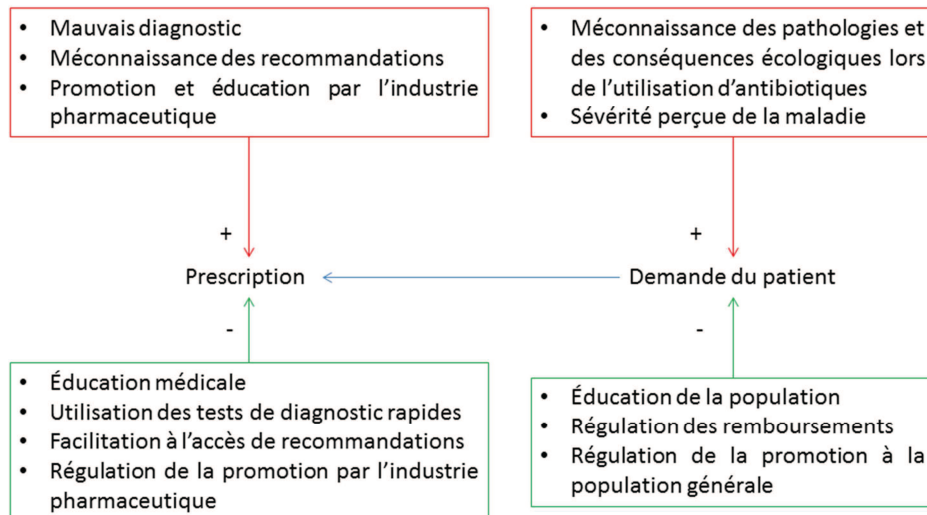 • Mauvais diagnostic
• Méconnaissance des recommandations
• Promotion et éducation par l'industrie
pharmaceutique
• Méconnaissance des pathologies et
des conséquences écologiques lors
de l'utilisation d'antibiotiques
• Sévérité perçue de la maladie
+
+
Prescription
Demande du patient
-
-
• Éducation médicale
• Utilisation des tests de diagnostic rapides
• Facilitation à l'accès de recommandations
• Régulation de la promotion par l'industrie
pharmaceutique
• Éducation de la population
• Régulation des remboursements
• Régulation de la promotion à la
population générale